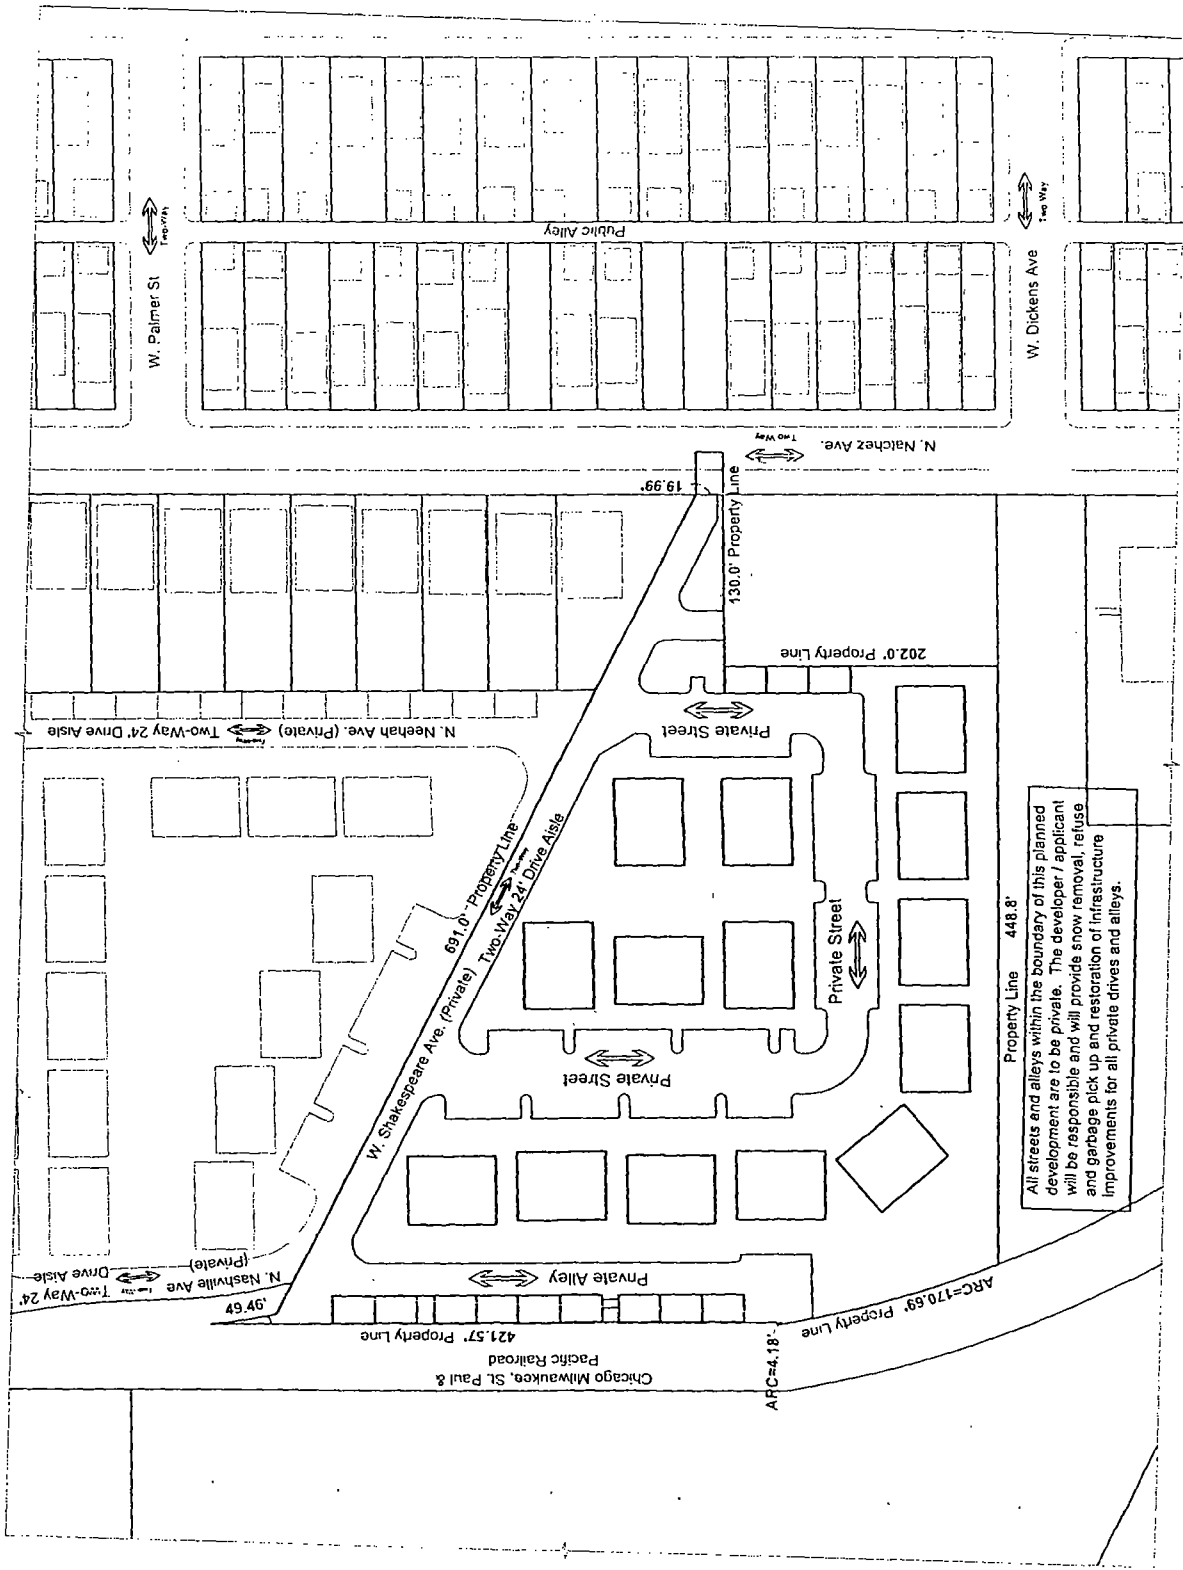 Two-Way
W. Palmer St
Public Alley
Two Way
W. Dickens Ave
Two Way
N. Natchez Ave.
19.99'
130.0' Property Line
202.0' Property Line
N. Neenah Ave. (Private)
Two-Way
Two-Way 24' Drive Aisle
Private Street
691.0' Property Line
Two-Way
W. Shakespeare Ave. (Private) Two-Way 24' Drive Aisle
Private Street
Private Street
Property Line 448.8'
All streets and alleys within the boundary of this planned
development are to be private. The developer / applicant
will be responsible and will provide snow removal, refuse
and garbage pick up and restoration of infrastructure
improvements for all private drives and alleys.
N. Nashville Ave
(Private)
Two-Way
Two-Way 24'
Drive Aisle
49.46'
Private Alley
421.57' Property Line
Chicago Milwaukee, St. Paul &
Pacific Railroad
ARC=4.18'
ARC=170.69' Property Line